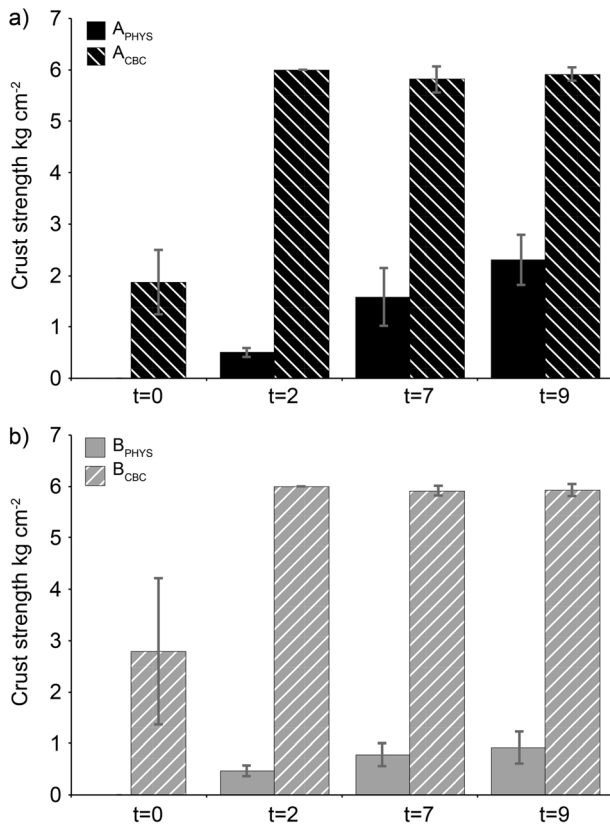 a)
A_PHYS
A_CBC
Crust strength kg cm⁻²
7
6
5
4
3
2
1
0
t=0 t=2 t=7 t=9
b)
B_PHYS
B_CBC
Crust strength kg cm⁻²
7
6
5
4
3
2
1
0
t=0 t=2 t=7 t=9